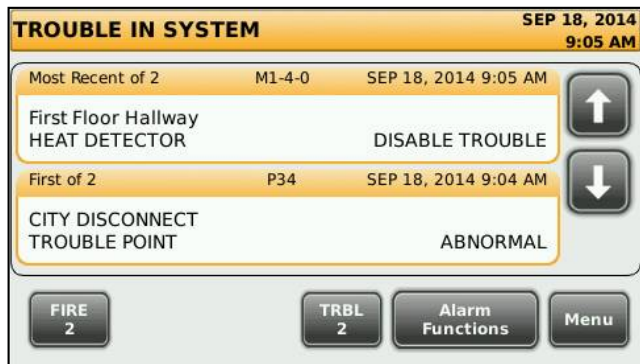 TROUBLE IN SYSTEM
SEP 18, 2014
9:05 AM
Most Recent of 2 M1-4-0 SEP 18, 2014 9:05 AM
First Floor Hallway
HEAT DETECTOR DISABLE TROUBLE
First of 2 P34 SEP 18, 2014 9:04 AM
CITY DISCONNECT
TROUBLE POINT ABNORMAL
FIRE
2
TRBL
2
Alarm
Functions
Menu